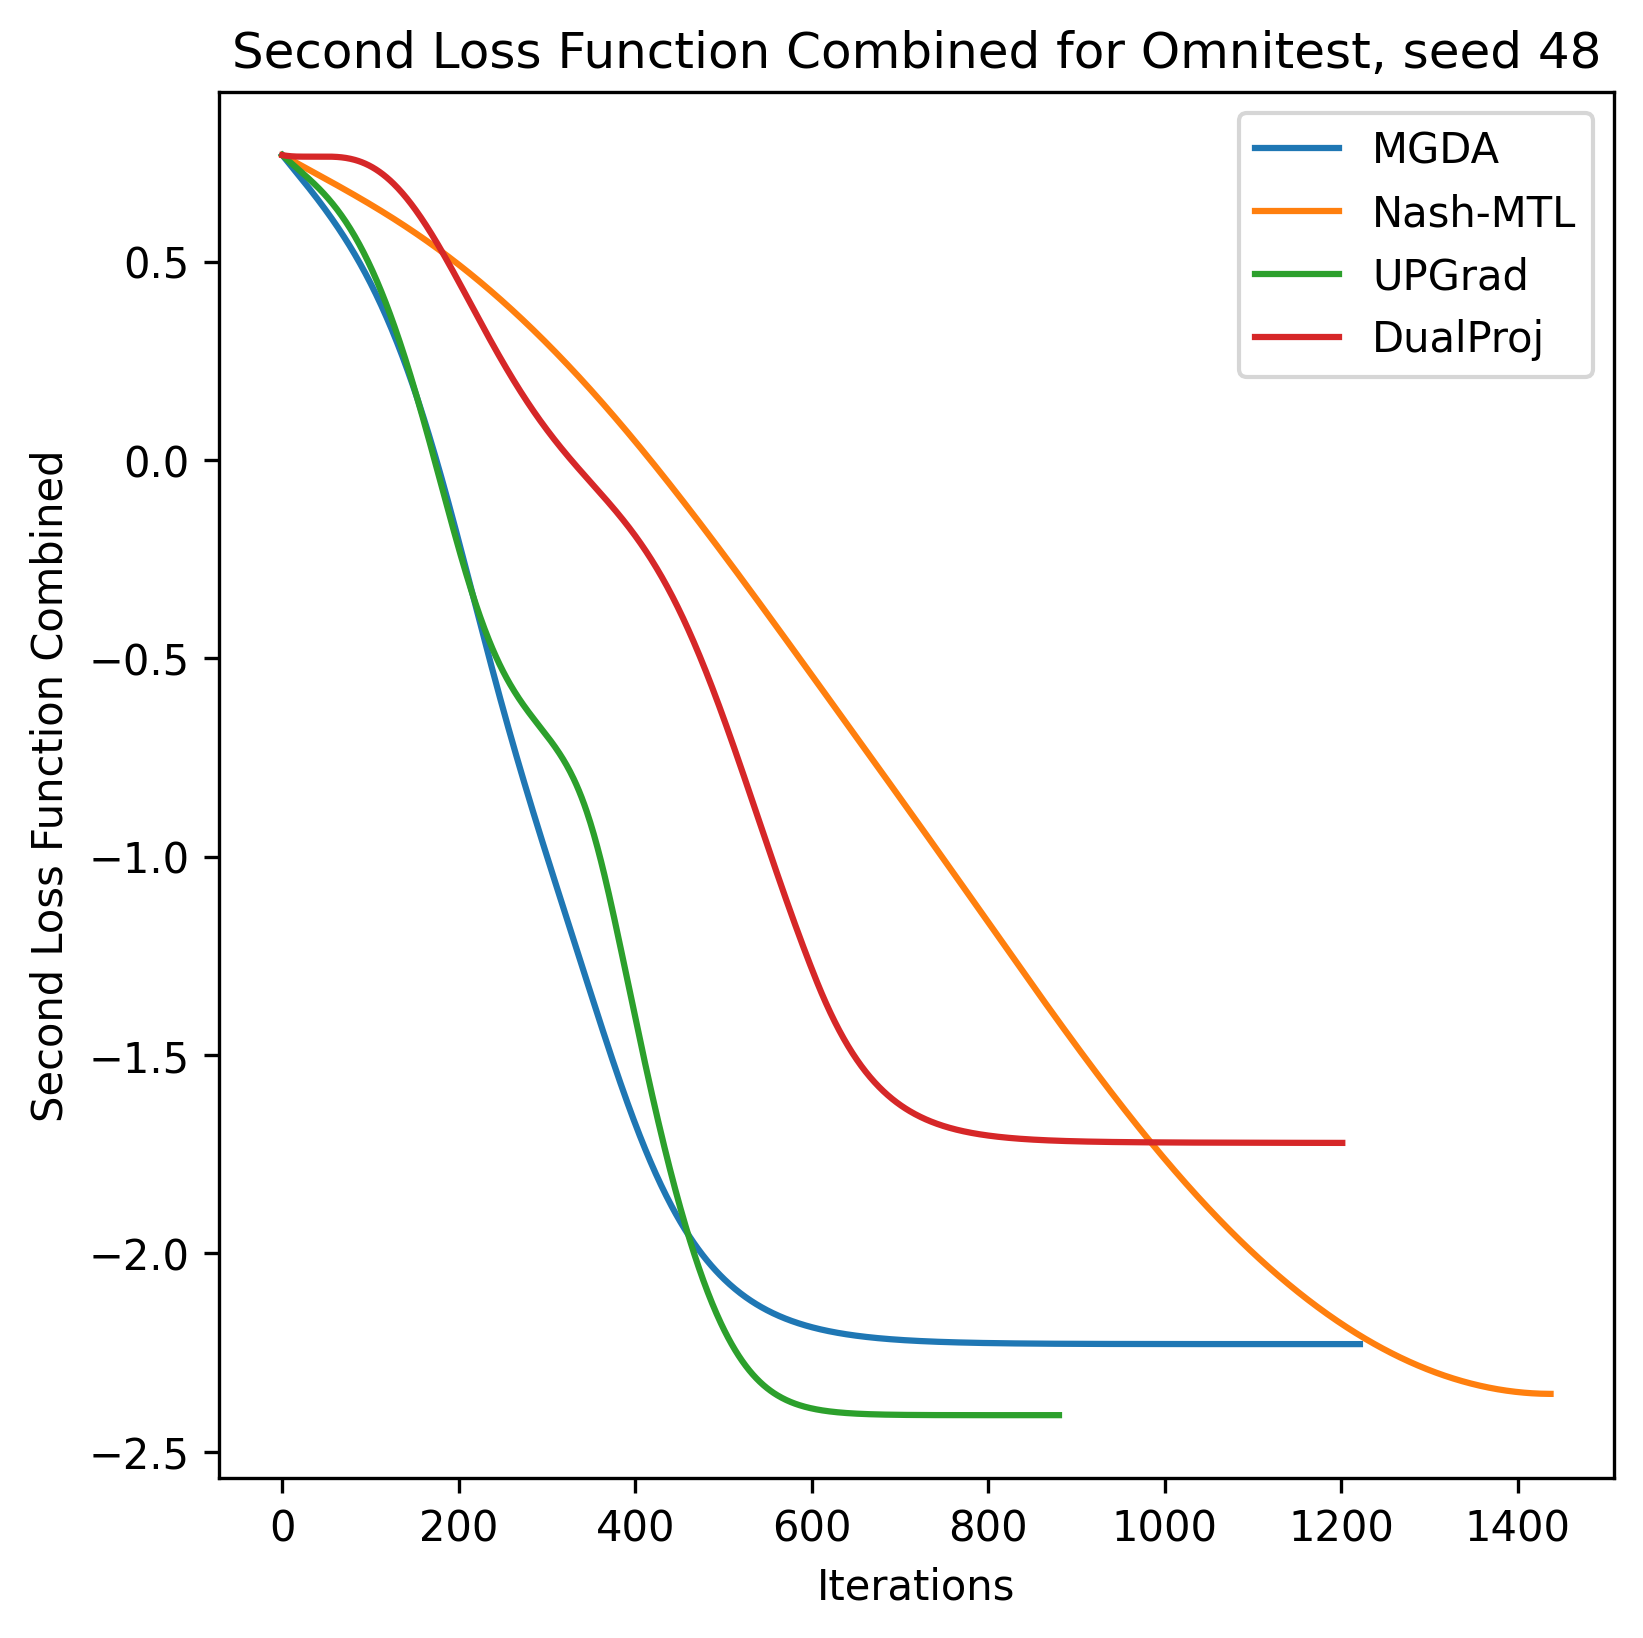 Second Loss Function Combined for Omnitest, seed 48
MGDA
Nash-MTL
UPGrad
DualProj
Second Loss Function Combined
0.5
0.0
−0.5
−1.0
−1.5
−2.0
−2.5
0 200 400 600 800 1000 1200 1400
Iterations